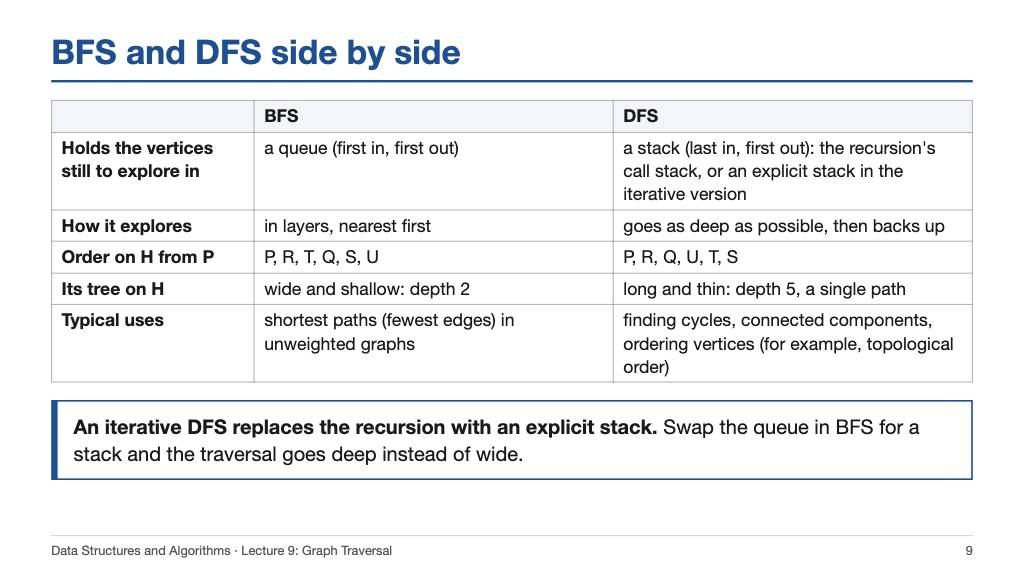 BFS and DFS side by side
BFS
DFS
Holds the vertices
still to explore in
a queue (first in, first out)
a stack (last in, first out): the recursion's
call stack, or an explicit stack in the
iterative version
How it explores
in layers, nearest first
goes as deep as possible, then backs up
Order on H from P
P, R, T, Q, S, U
P, R, Q, U, T, S
Its tree on H
wide and shallow: depth 2
long and thin: depth 5, a single path
Typical uses
shortest paths (fewest edges) in
unweighted graphs
finding cycles, connected components,
ordering vertices (for example, topological
order)
An iterative DFS replaces the recursion with an explicit stack. Swap the queue in BFS for a
stack and the traversal goes deep instead of wide.
Data Structures and Algorithms · Lecture 9: Graph Traversal
9